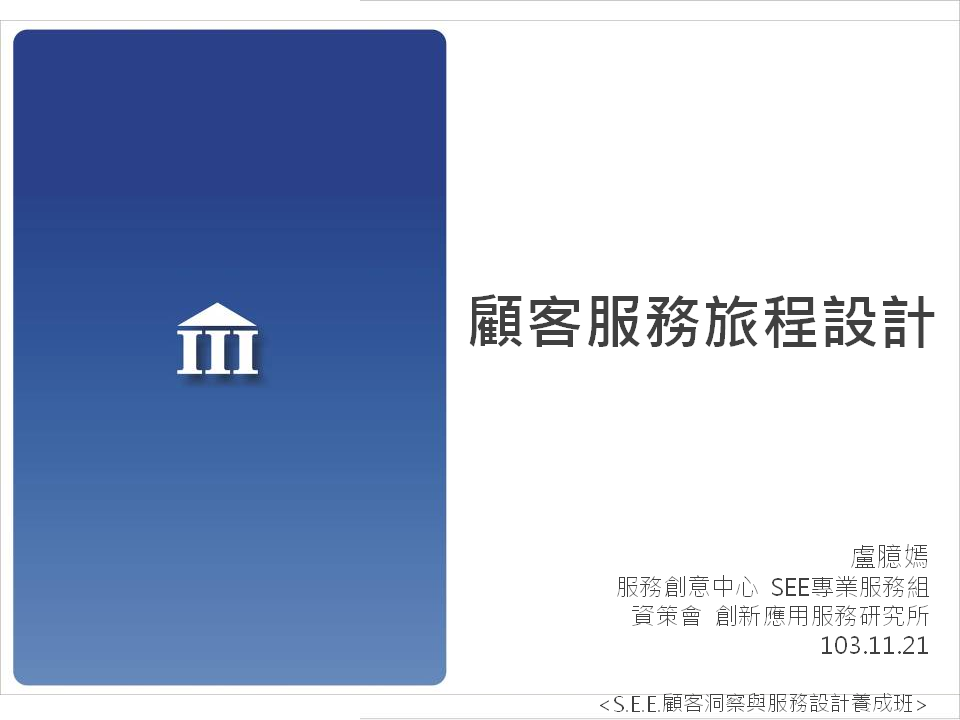 顧客服務旅程設計
盧臆嫣
服務創意中心 SEE專業服務組
資策會 創新應用服務研究所
103.11.21
<S.E.E.顧客洞察與服務設計養成班>